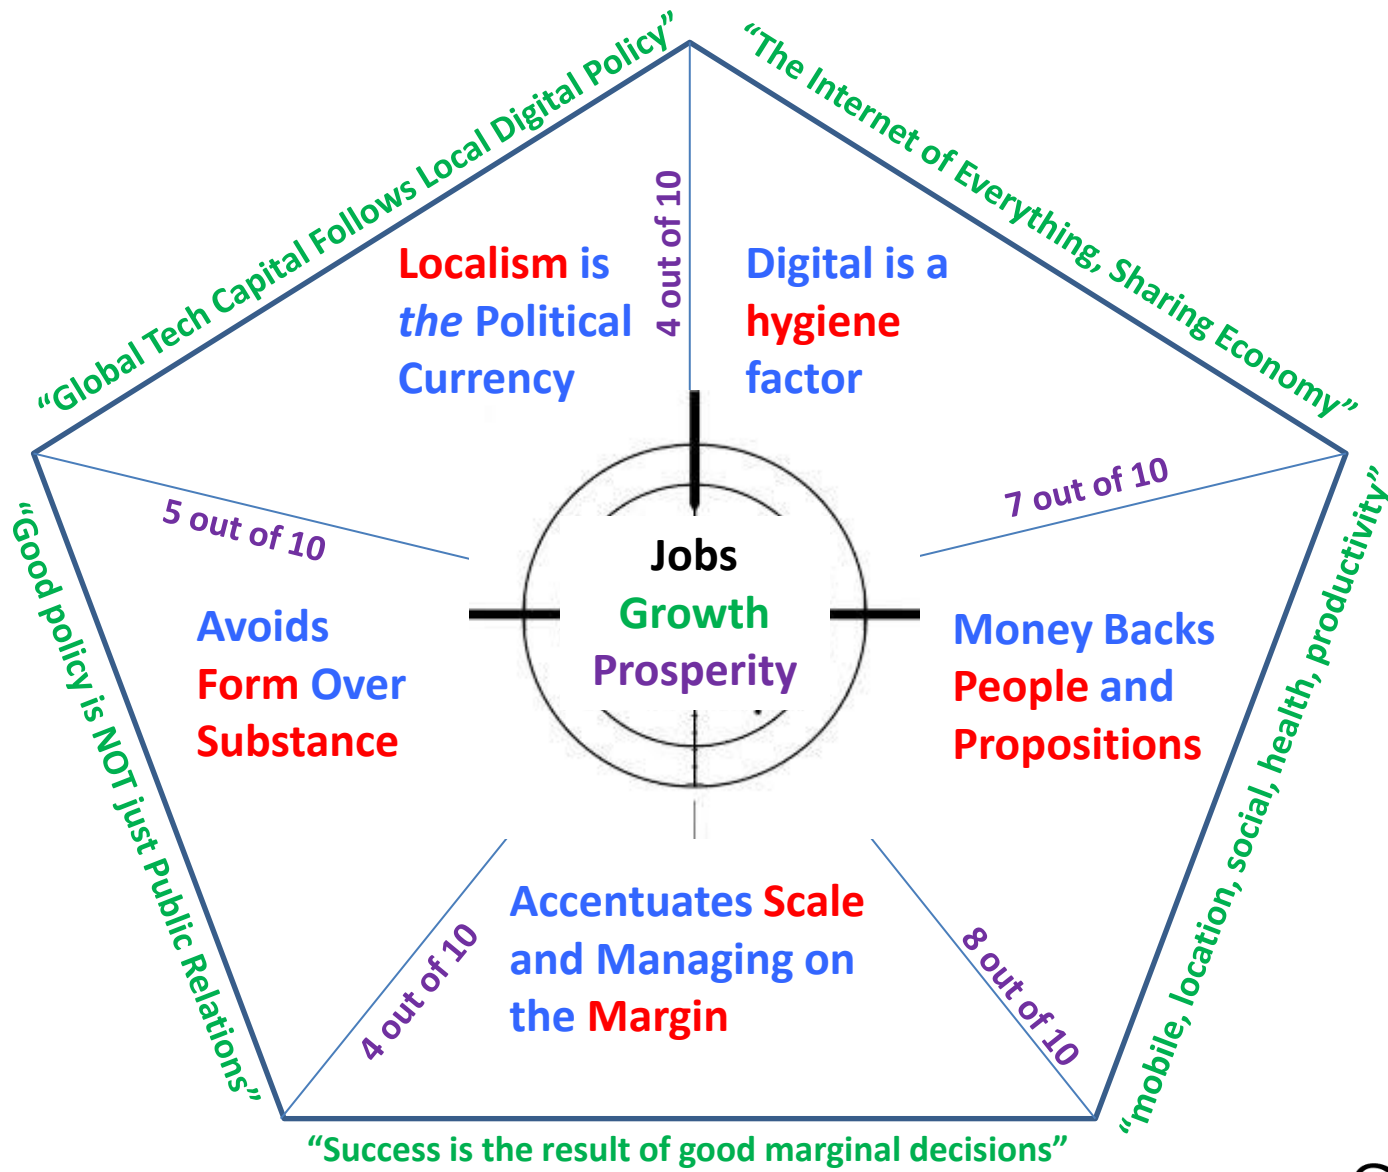 “Global Tech Capital Follows Local Digital Policy”
“The Internet of Everything, Sharing Economy”
4 out of 10
Localism is
the Political
Currency
Digital is a
hygiene
factor
5 out of 10
7 out of 10
Jobs
Growth
Prosperity
Avoids
Form Over
Substance
Money Backs
People and
Propositions
“Good policy is NOT just Public Relations”
“mobile, location, social, health, productivity”
Accentuates Scale
and Managing on
the Margin
4 out of 10
8 out of 10
“Success is the result of good marginal decisions”